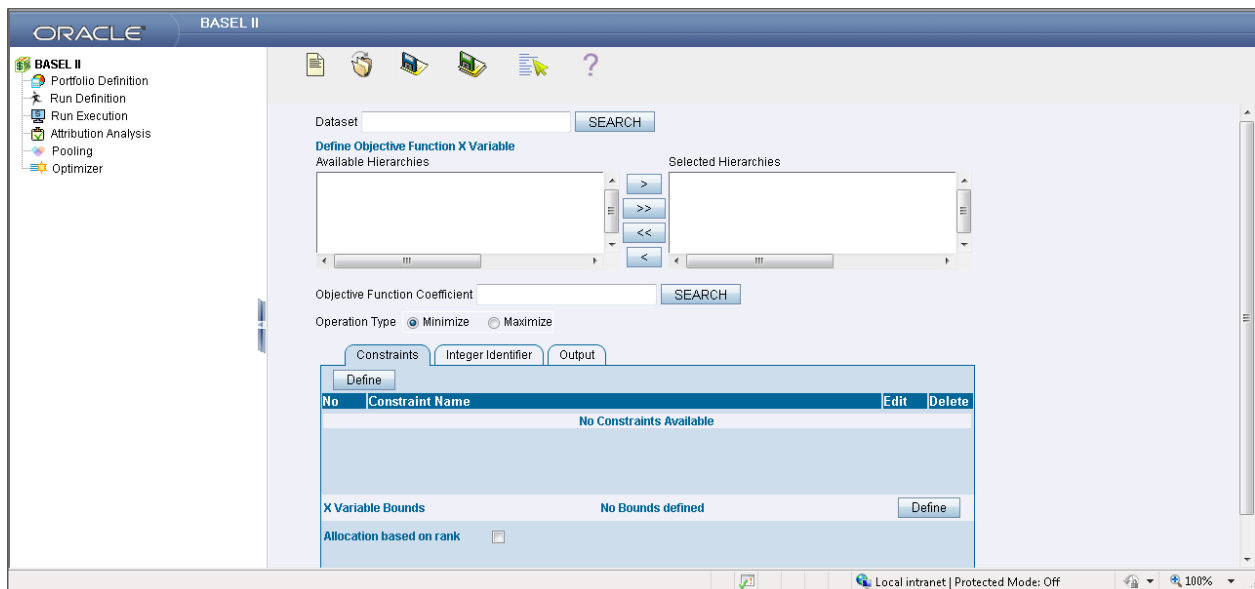 ORACLE
BASEL II
BASEL II
Portfolio Definition
Run Definition
Run Execution
Attribution Analysis
Pooling
Optimizer
?
Dataset SEARCH
Define Objective Function X Variable
Available Hierarchies Selected Hierarchies
>
>>
<<
<
Objective Function Coefficient SEARCH
Operation Type Minimize Maximize
Constraints Integer Identifier Output
Define
No Constraint Name Edit Delete
No Constraints Available
X Variable Bounds No Bounds defined Define
Allocation based on rank
Local intranet | Protected Mode: Off 100%